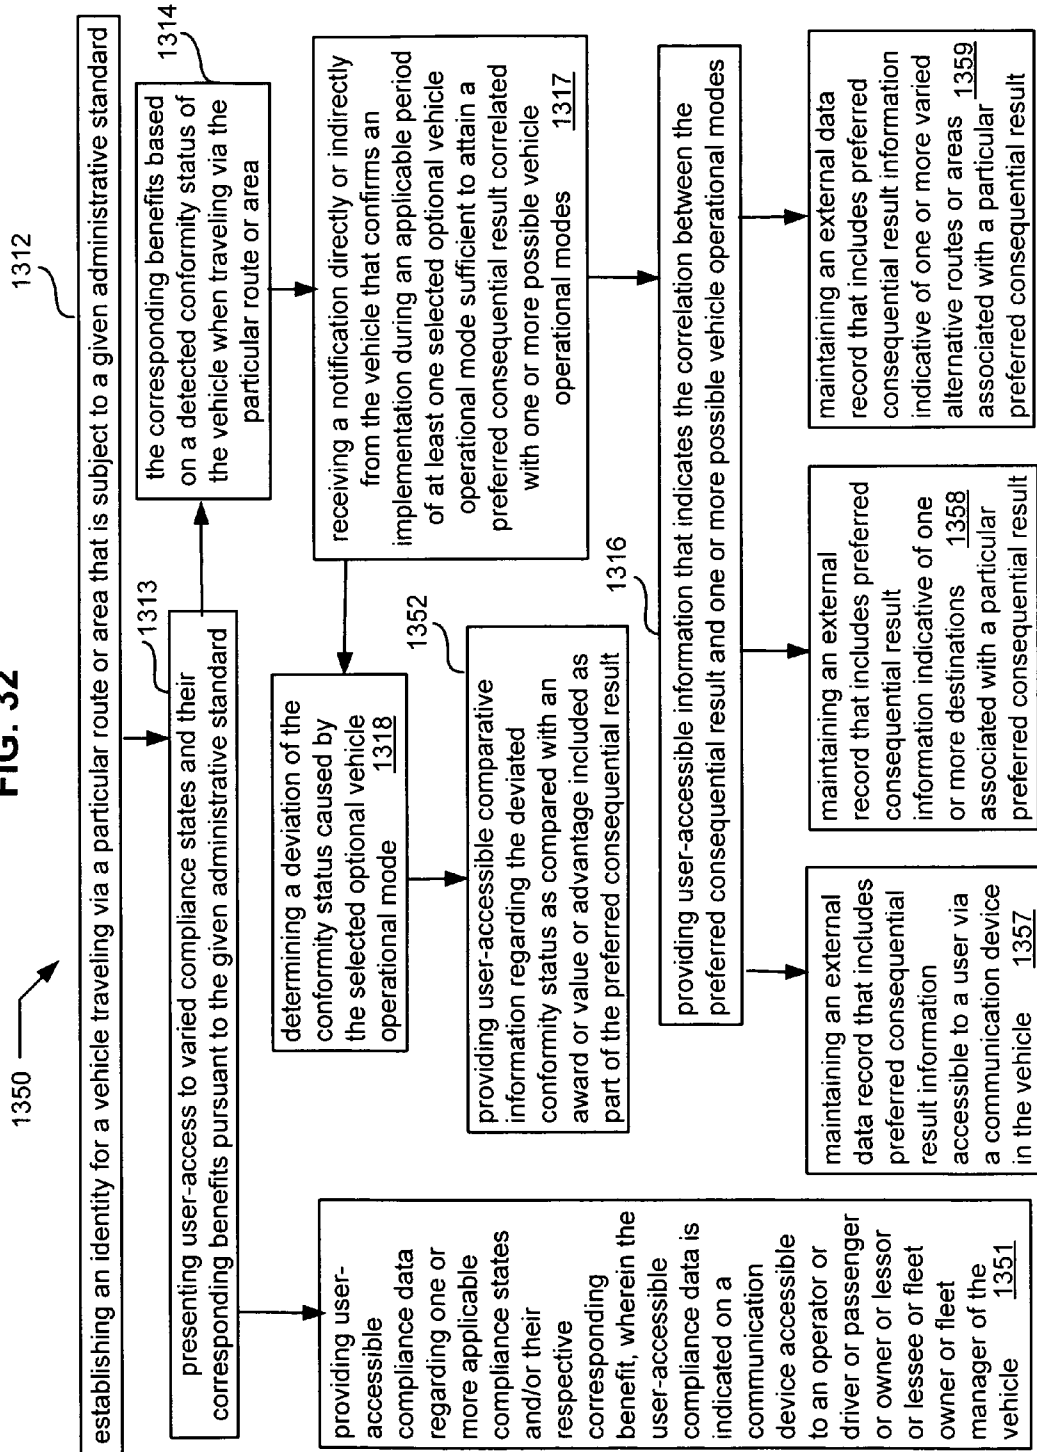 FIG. 32
1350
establishing an identity for a vehicle traveling via a particular route or area that is subject to a given administrative standard
1312
presenting user-access to varied compliance states and their
corresponding benefits pursuant to the given administrative standard
1313
the corresponding benefits based
on a detected conformity status of
the vehicle when traveling via the
particular route or area
1314
providing user-
accessible
compliance data
regarding one or
more applicable
compliance states
and/or their
respective
corresponding
benefit, wherein the
user-accessible
compliance data is
indicated on a
communication
device accessible
to an operator or
driver or passenger
or owner or lessor
or lessee or fleet
owner or fleet
manager of the
vehicle 1351
determining a deviation of the
conformity status caused by
the selected optional vehicle
operational mode 1318
receiving a notification directly or indirectly
from the vehicle that confirms an
implementation during an applicable period
of at least one selected optional vehicle
operational mode sufficient to attain a
preferred consequential result correlated
with one or more possible vehicle
operational modes 1317
providing user-accessible comparative
information regarding the deviated
conformity status as compared with an
award or value or advantage included as
part of the preferred consequential result
1352
1316
providing user-accessible information that indicates the correlation between the
preferred consequential result and one or more possible vehicle operational modes
maintaining an external
data record that includes
preferred consequential
result information
accessible to a user via
a communication device
in the vehicle 1357
maintaining an external
record that includes preferred
consequential result
information indicative of one
or more destinations 1358
associated with a particular
preferred consequential result
maintaining an external data
record that includes preferred
consequential result information
indicative of one or more varied
alternative routes or areas 1359
associated with a particular
preferred consequential result